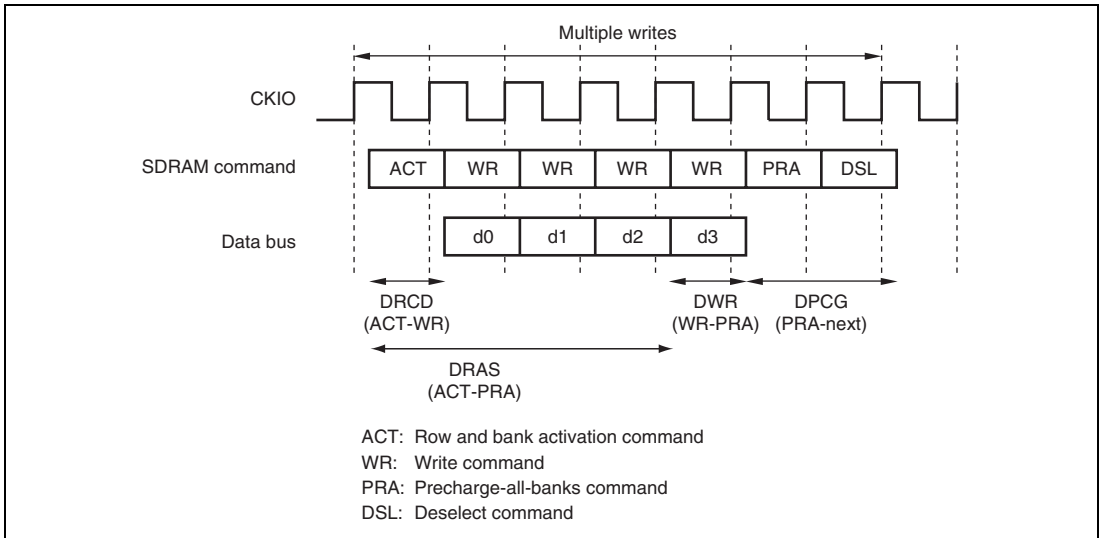 Multiple writes
CKIO
SDRAM command
ACT WR WR WR WR PRA DSL
Data bus
d0 d1 d2 d3
DRCD DWR DPCG
(ACT-WR) (WR-PRA) (PRA-next)
DRAS
(ACT-PRA)
ACT: Row and bank activation command
WR: Write command
PRA: Precharge-all-banks command
DSL: Deselect command